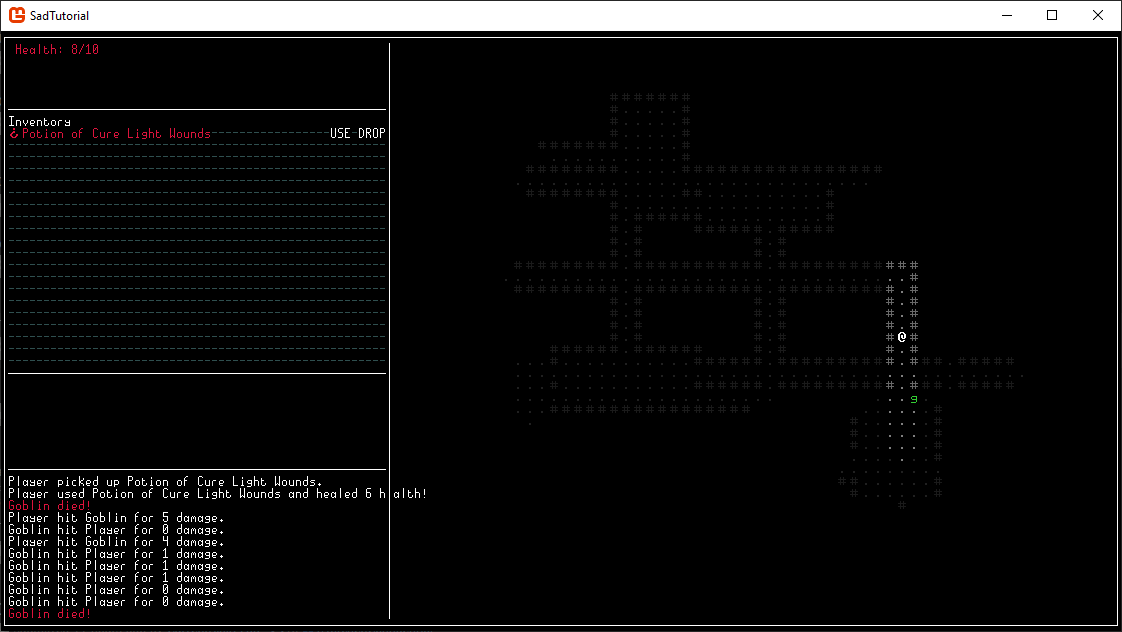 SadTutorial
Health: 8/10
Inventory
Potion of Cure Light Wounds USE DROP
@
g
Player picked up Potion of Cure Light Wounds.
Player used Potion of Cure Light Wounds and healed 6 h alth!
Goblin died!
Player hit Goblin for 5 damage.
Goblin hit Player for 0 damage.
Player hit Goblin for 4 damage.
Goblin hit Player for 1 damage.
Goblin hit Player for 1 damage.
Goblin hit Player for 1 damage.
Goblin hit Player for 0 damage.
Goblin hit Player for 0 damage.
Goblin died!